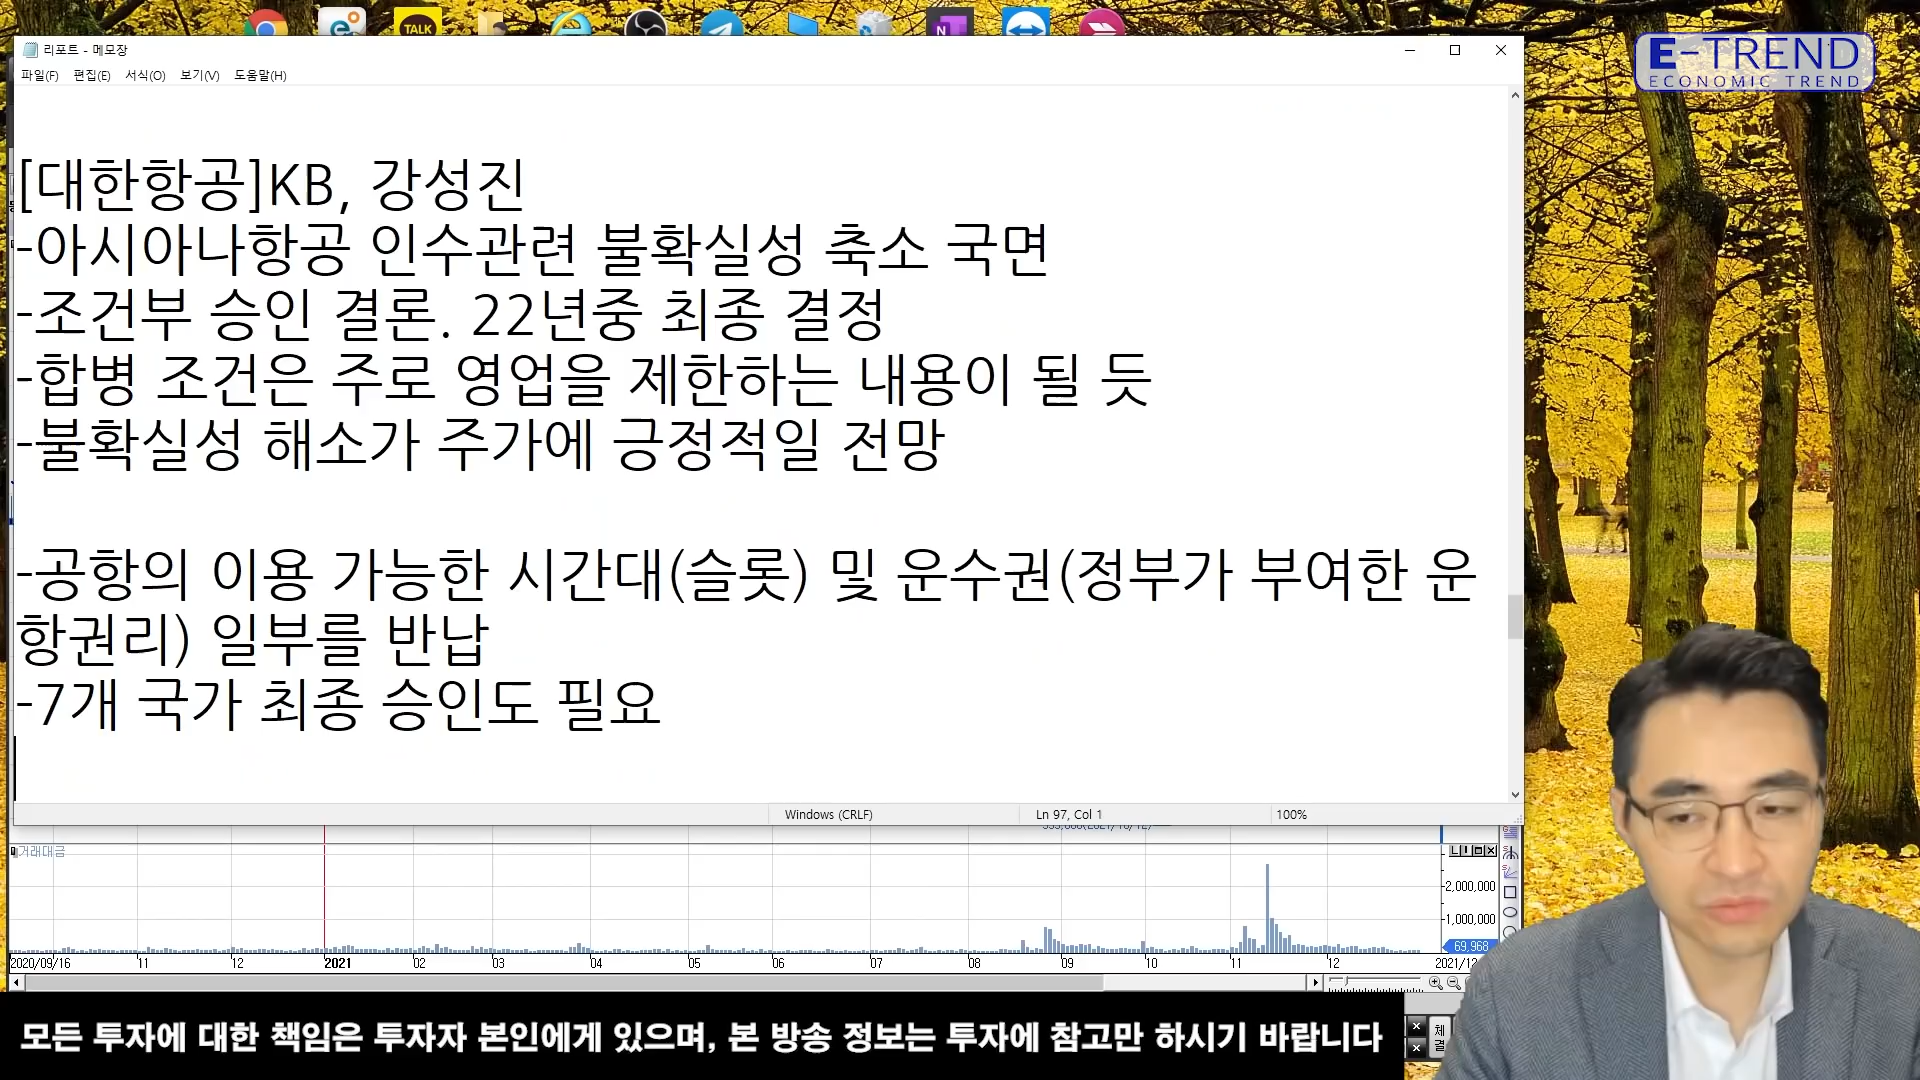 TALK
N
리포트 - 메모장
파일(F) 편집(E) 서식(O) 보기(V) 도움말(H)
E-TREND
ECONOMIC TREND
[대한항공]KB, 강성진
-아시아나항공 인수관련 불확실성 축소 국면
-조건부 승인 결론. 22년중 최종 결정
-합병 조건은 주로 영업을 제한하는 내용이 될 듯
-불확실성 해소가 주가에 긍정적일 전망
-공항의 이용 가능한 시간대(슬롯) 및 운수권(정부가 부여한 운
항권리) 일부를 반납
-7개 국가 최종 승인도 필요
Windows (CRLF) Ln 97, Col 1 100%
거래대금
2,000,000
1,000,000
69,968
2020/09/16 11 12 2021 02 03 04 05 06 07 08 09 10 11 12 2021/12
체
결
모든 투자에 대한 책임은 투자자 본인에게 있으며, 본 방송 정보는 투자에 참고만 하시기 바랍니다